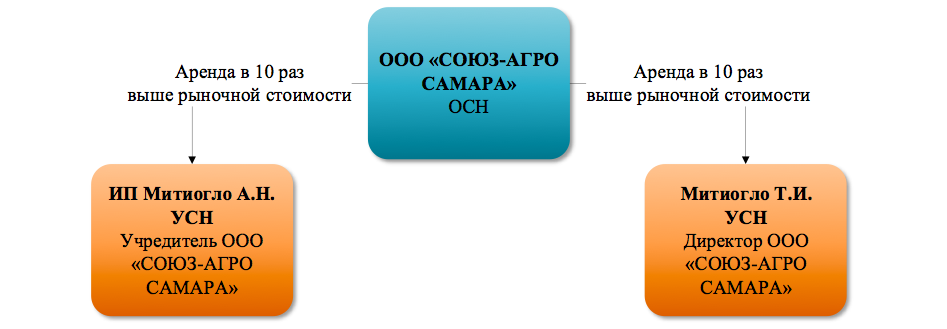 ООО «СОЮЗ-АГРО
САМАРА»
ОСН
Аренда в 10 раз
выше рыночной стоимости
Аренда в 10 раз
выше рыночной стоимости
ИП Митиогло А.Н.
УСН
Учредитель ООО
«СОЮЗ-АГРО
САМАРА»
Митиогло Т.И.
УСН
Директор ООО
«СОЮЗ-АГРО
САМАРА»